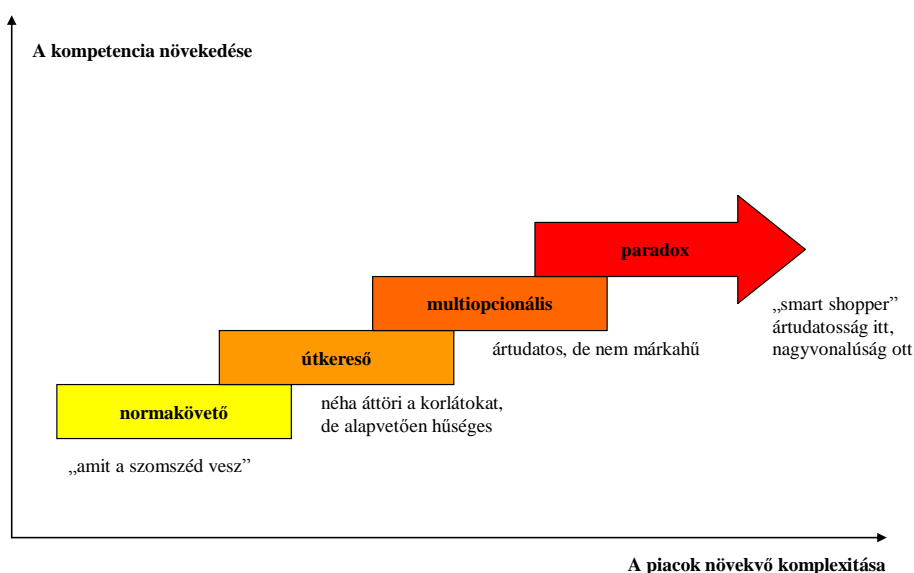 A kompetencia növekedése
paradox
multiopcionális
„smart shopper”
ártudatosság itt,
nagyvonalúság ott
ártudatos, de nem márkahű
útkereső
néha áttöri a korlátokat,
de alapvetően hűséges
normakövető
„amit a szomszéd vesz”
A piacok növekvő komplexitása